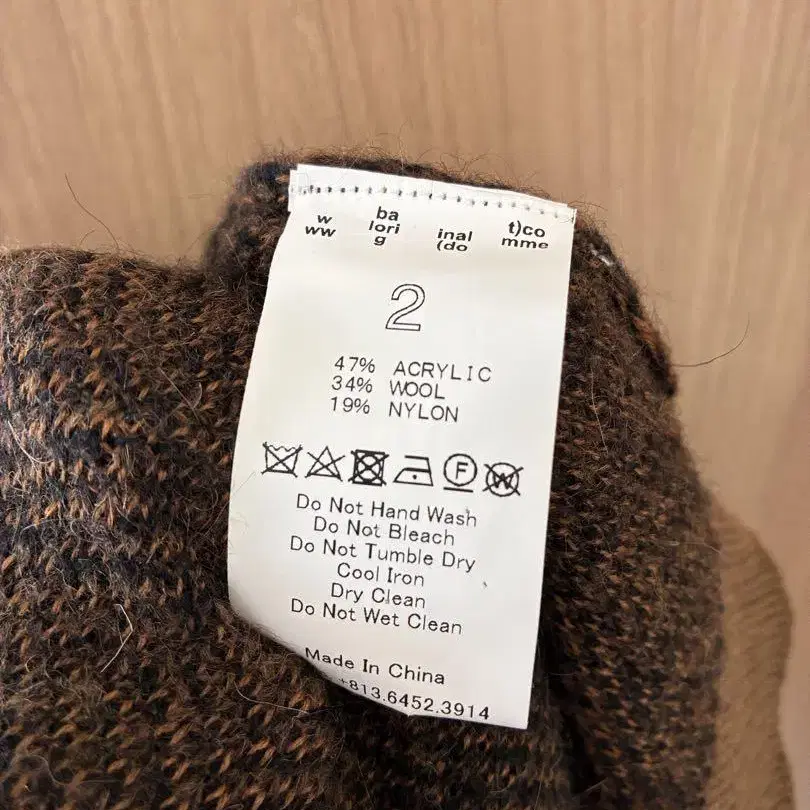 w
ww
ba
lori
g
inal
(do
t)co
mme
2
47% ACRYLIC
34% WOOL
19% NYLON
F W
Do Not Hand Wash
Do Not Bleach
Do Not Tumble Dry
Cool Iron
Dry Clean
Do Not Wet Clean
Made In China
+813.6452.3914